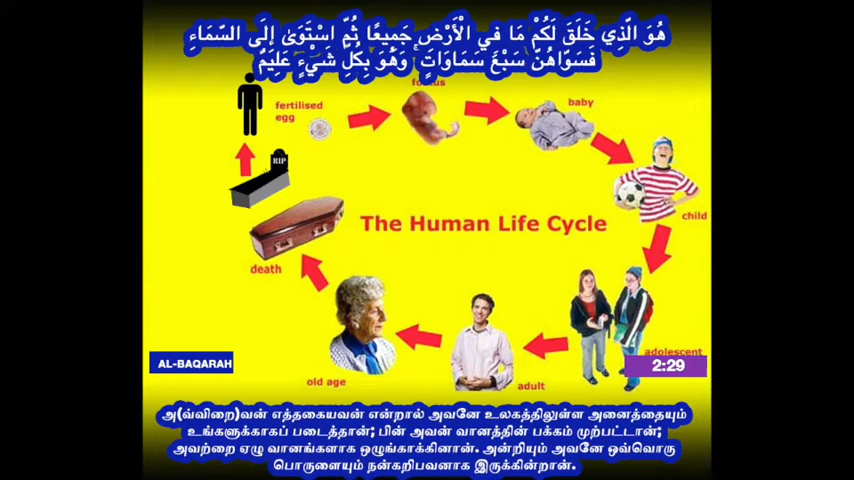 هُوَ الَّذِي خَلَقَ لَكُمْ مَا فِي الْأَرْضِ جَمِيعًا ثُمَّ اسْتَوَىٰ إِلَى السَّمَاءِ
فَسَوَّاهُنَّ سَبْعَ سَمَاوَاتٍ ۚ وَهُوَ بِكُلِّ شَيْءٍ عَلِيمٌ
fertilised
egg
foetus
baby
RIP
child
The Human Life Cycle
death
adolescent
adult
old age
AL-BAQARAH
2:29
அ(வ்விறை)வன் எத்தகையவன் என்றால் அவனே உலகத்திலுள்ள அனைத்தையும்
உங்களுக்காகப் படைத்தான்; பின் அவன் வானத்தின் பக்கம் முற்பட்டான்;
அவற்றை ஏழு வானங்களாக ஒழுங்காக்கினான். அன்றியும் அவனே ஒவ்வொரு
பொருளையும் நன்கறிபவனாக இருக்கின்றான்.